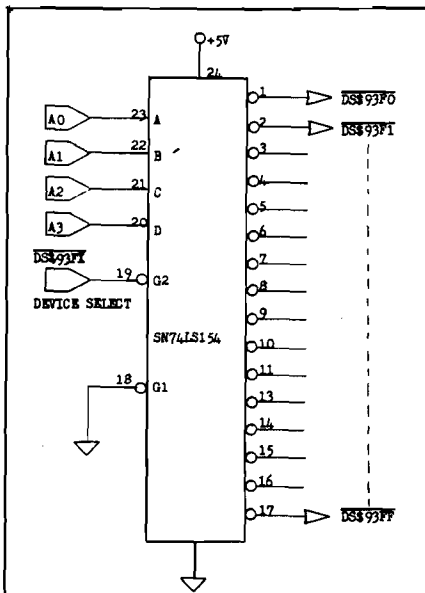 +5V
24
A0 23 A 1 DS$93F0
A1 22 B 2 DS$93F1
A2 21 C 3
A3 20 D 4
5
6
DS$93FX 7
19 G2 8
DEVICE SELECT 9
SN74LS154 10
11
18 G1 13
14
15
16
17 DS$93FF